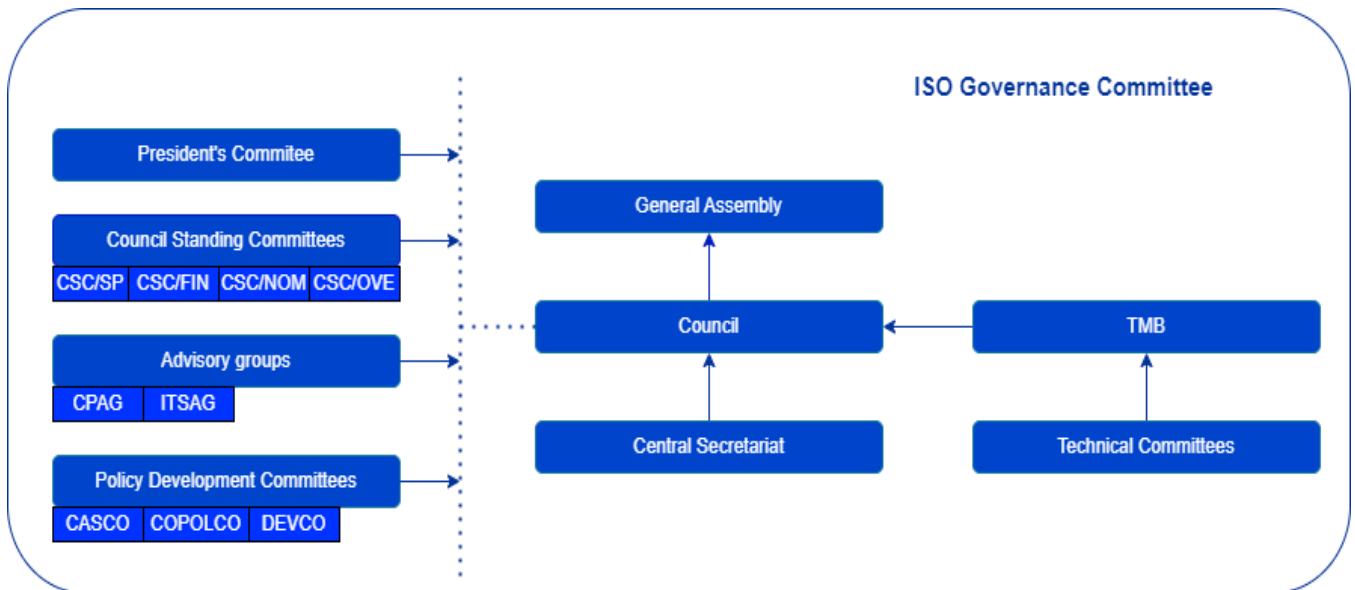 ISO Governance Committee
President's Commitee
Council Standing Committees
CSC/SP CSC/FIN CSC/NOM CSC/OVE
Advisory groups
CPAG ITSAG
Policy Development Committees
CASCO COPOLCO DEVCO
General Assembly
Council
TMB
Central Secretariat
Technical Committees